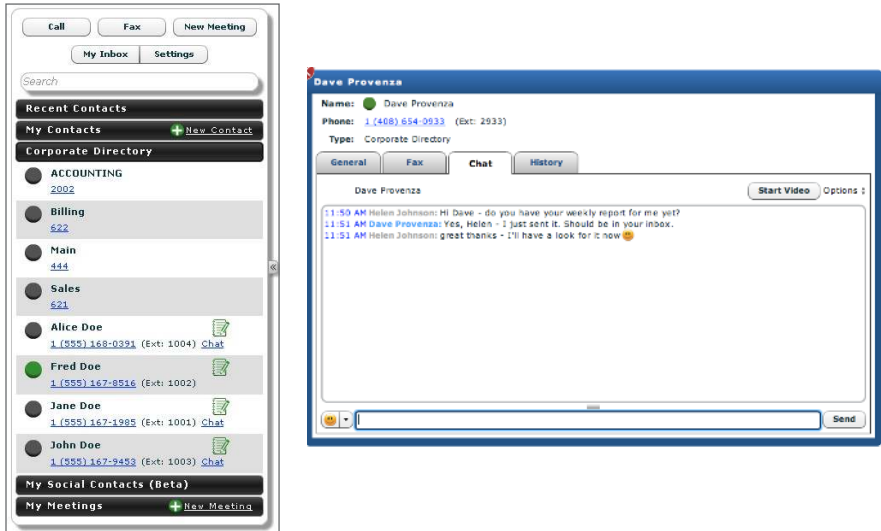 Call Fax New Meeting
My Inbox Settings
Search
Recent Contacts
My Contacts New Contact
Corporate Directory
ACCOUNTING
2002
Billing
622
Main
444
Sales
621
Alice Doe
1 (555) 168-0391 (Ext: 1004) Chat
Fred Doe
1 (555) 167-8516 (Ext: 1002)
Jane Doe
1 (555) 167-1985 (Ext: 1001) Chat
John Doe
1 (555) 167-9453 (Ext: 1003) Chat
My Social Contacts (Beta)
My Meetings New Meeting
Dave Provenza
Name: Dave Provenza
Phone: 1 (408) 654-0933 (Ext: 2933)
Type: Corporate Directory
General Fax Chat History
Dave Provenza Start Video Options
11:50 AM Helen Johnson: Hi Dave - do you have your weekly report for me yet?
11:51 AM Dave Provenza: Yes, Helen - I just sent it. Should be in your inbox.
11:51 AM Helen Johnson: great thanks - I'll have a look for it now
Send